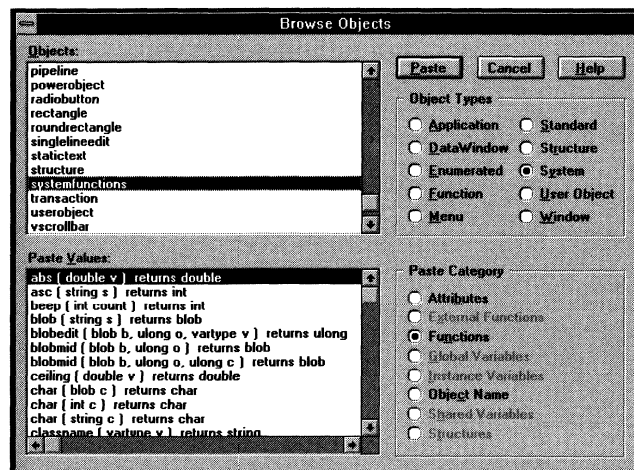 Browse Objects
Objects:
pipeline
powerobject
radiobutton
rectangle
roundrectangle
singlelineedit
statictext
structure
systemfunctions
transaction
userobject
vscrollbar
Paste Cancel Help
Object Types
Application Standard
DataWindow Structure
Enumerated System
Function User Object
Menu Window
Paste Values:
abs ( double v ) returns double
asc ( string s ) returns int
beep ( int count ) returns int
blob ( string s ) returns blob
blobedit ( blob b, ulong o, vartype v ) returns ulong
blobmid ( blob b, ulong o ) returns blob
blobmid ( blob b, ulong o, ulong c ) returns blob
ceiling ( double v ) returns double
char ( blob c ) returns char
char ( int c ) returns char
char ( string c ) returns char
classname ( vartype v ) returns string
Paste Category
Attributes
External Functions
Functions
Global Variables
Instance Variables
Object Name
Shared Variables
Structures